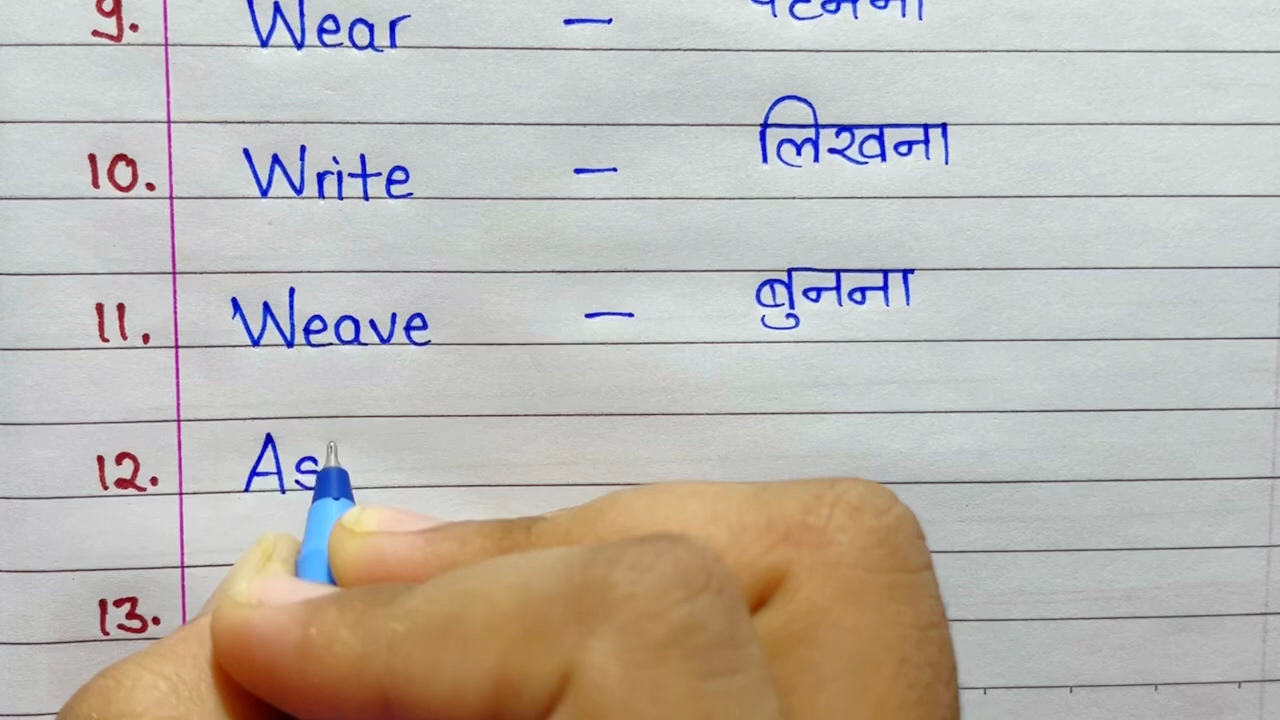 9. Wear –
10. Write – लिखना
11. Weave – बुनना
12. As
13.